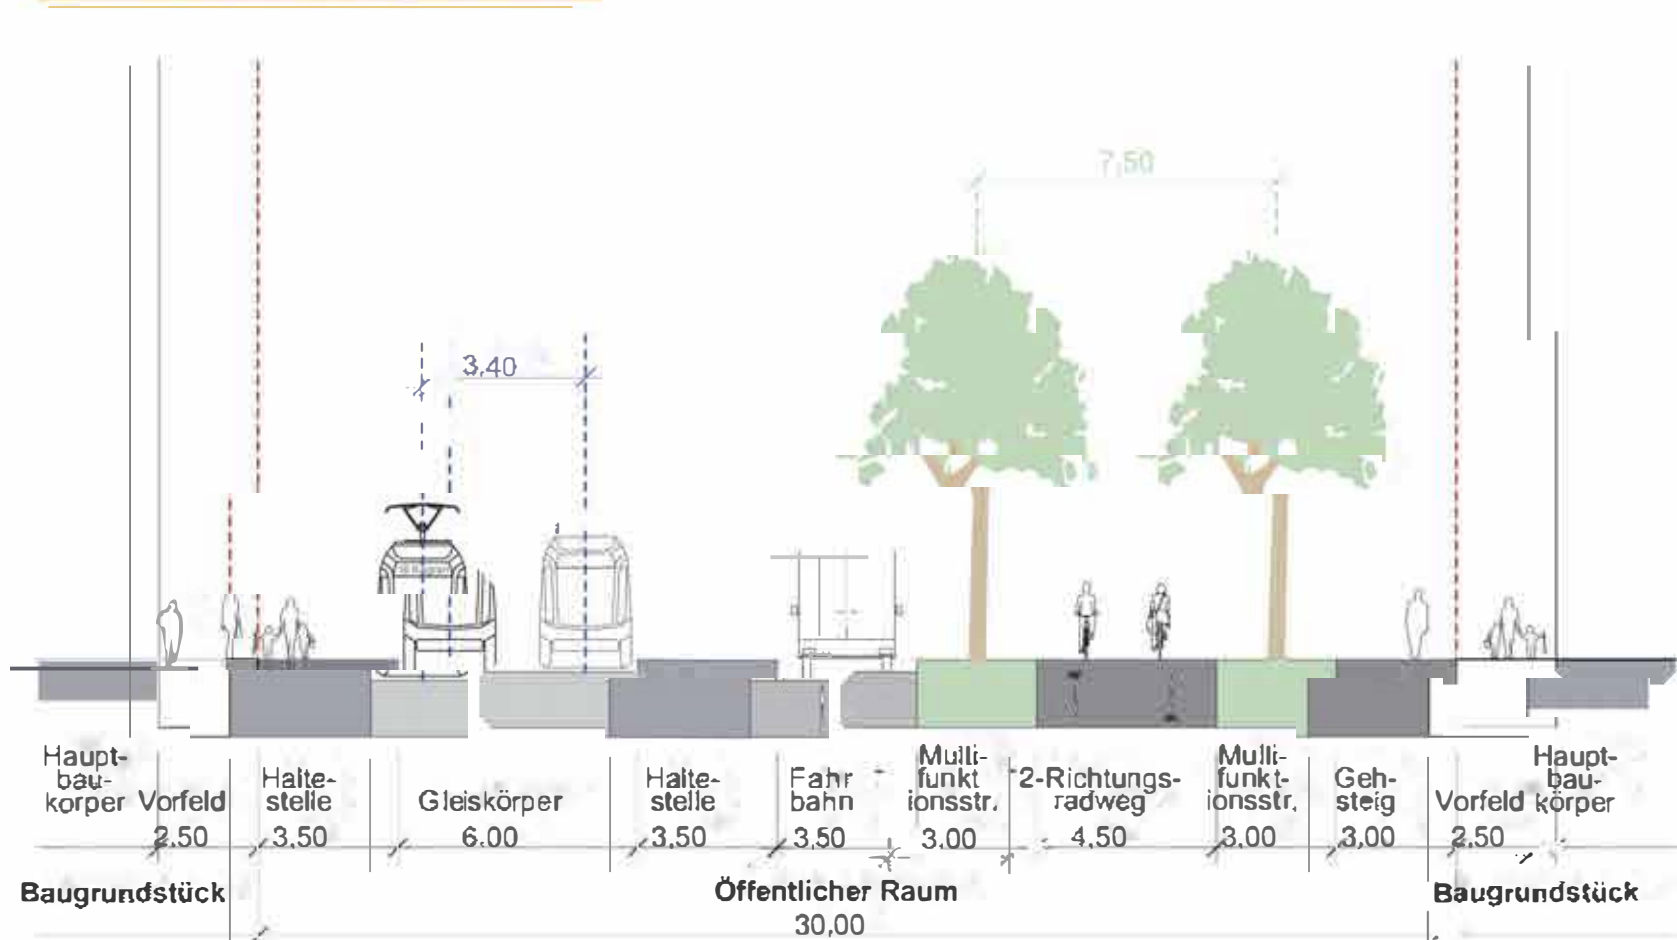 7,50
3,40
Haupt-
bau-
körper
Vorfeld
2,50
Halte-
stelle
3,50
Gleiskörper
6,00
Halte-
stelle
3,50
Fahr
bahn
3,50
Multi-
funkt
ionsstr.
3,00
2-Richtungs-
radweg
4,50
Multi-
funkt-
ionsstr.
3,00
Geh-
steig
3,00
Vorfeld
2,50
Haupt-
bau-
körper
Baugrundstück
Öffentlicher Raum
Baugrundstück
30,00